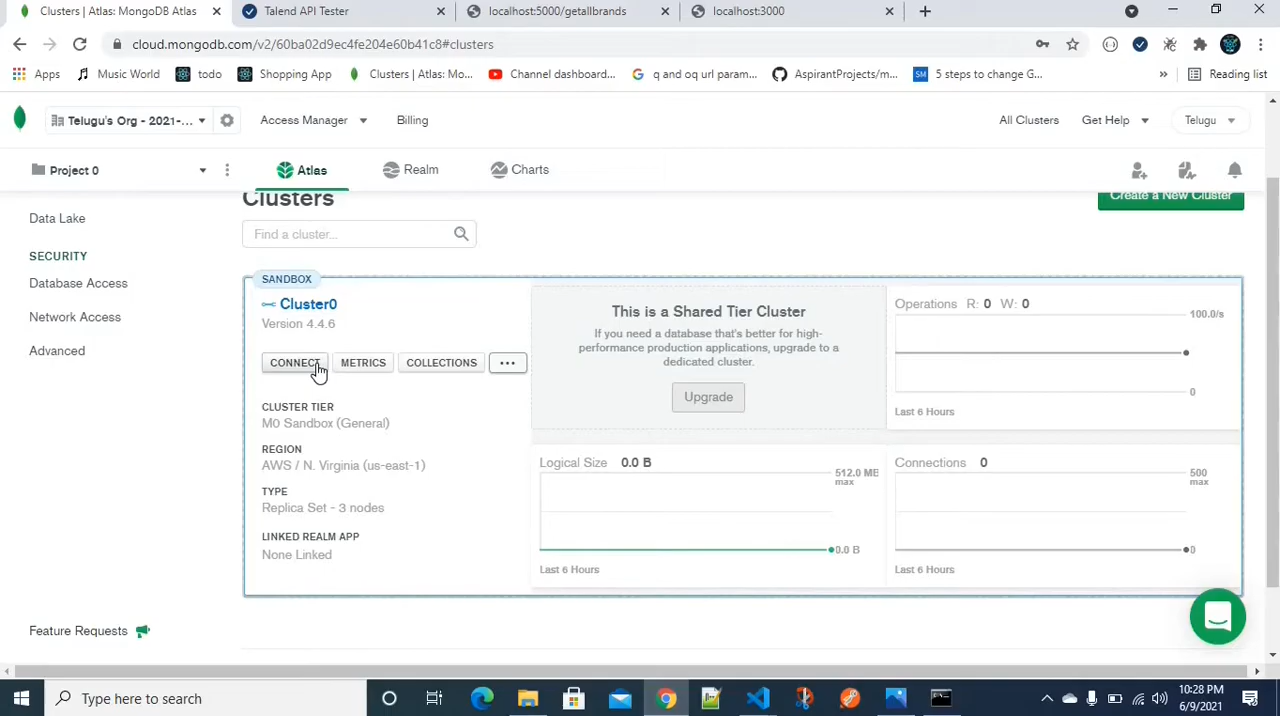 Clusters | Atlas: MongoDB Atlas
Talend API Tester
localhost:5000/getallbrands
localhost:3000
cloud.mongodb.com/v2/60ba02d9ec4fe204e60b41c8#clusters
Apps
Music World
todo
Shopping App
Clusters | Atlas: Mo...
Channel dashboard...
q and oq url param...
AspirantProjects/m...
SM
5 steps to change G...
»
Reading list
Telugu's Org - 2021-...
Access Manager
Billing
All Clusters
Get Help
Telugu
Project 0
Atlas
Realm
Charts
Clusters
Create a New Cluster
Data Lake
SECURITY
Database Access
Network Access
Advanced
Feature Requests
Find a cluster...
SANDBOX
Cluster0
Version 4.4.6
CONNECT
METRICS
COLLECTIONS
...
CLUSTER TIER
M0 Sandbox (General)
REGION
AWS / N. Virginia (us-east-1)
TYPE
Replica Set - 3 nodes
LINKED REALM APP
None Linked
This is a Shared Tier Cluster
If you need a database that's better for high-
performance production applications, upgrade to a
dedicated cluster.
Upgrade
Operations R: 0 W: 0
100.0/s
0
Last 6 Hours
Logical Size 0.0 B
512.0 MB
max
0.0 B
Last 6 Hours
Connections 0
500
max
0
Last 6 Hours
Type here to search
10:28 PM
6/9/2021